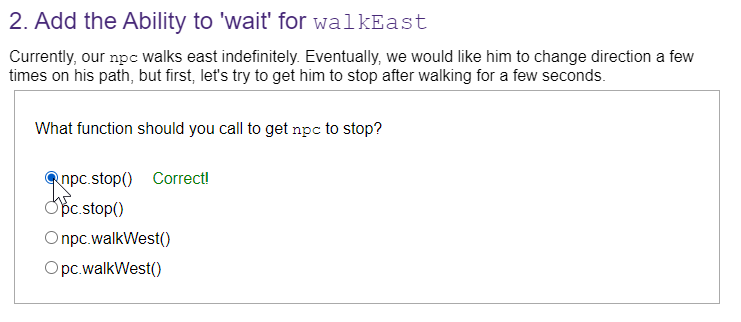 2. Add the Ability to 'wait' for walkEast
Currently, our npc walks east indefinitely. Eventually, we would like him to change direction a few
times on his path, but first, let's try to get him to stop after walking for a few seconds.
What function should you call to get npc to stop?
npc.stop() Correct!
pc.stop()
npc.walkWest()
pc.walkWest()